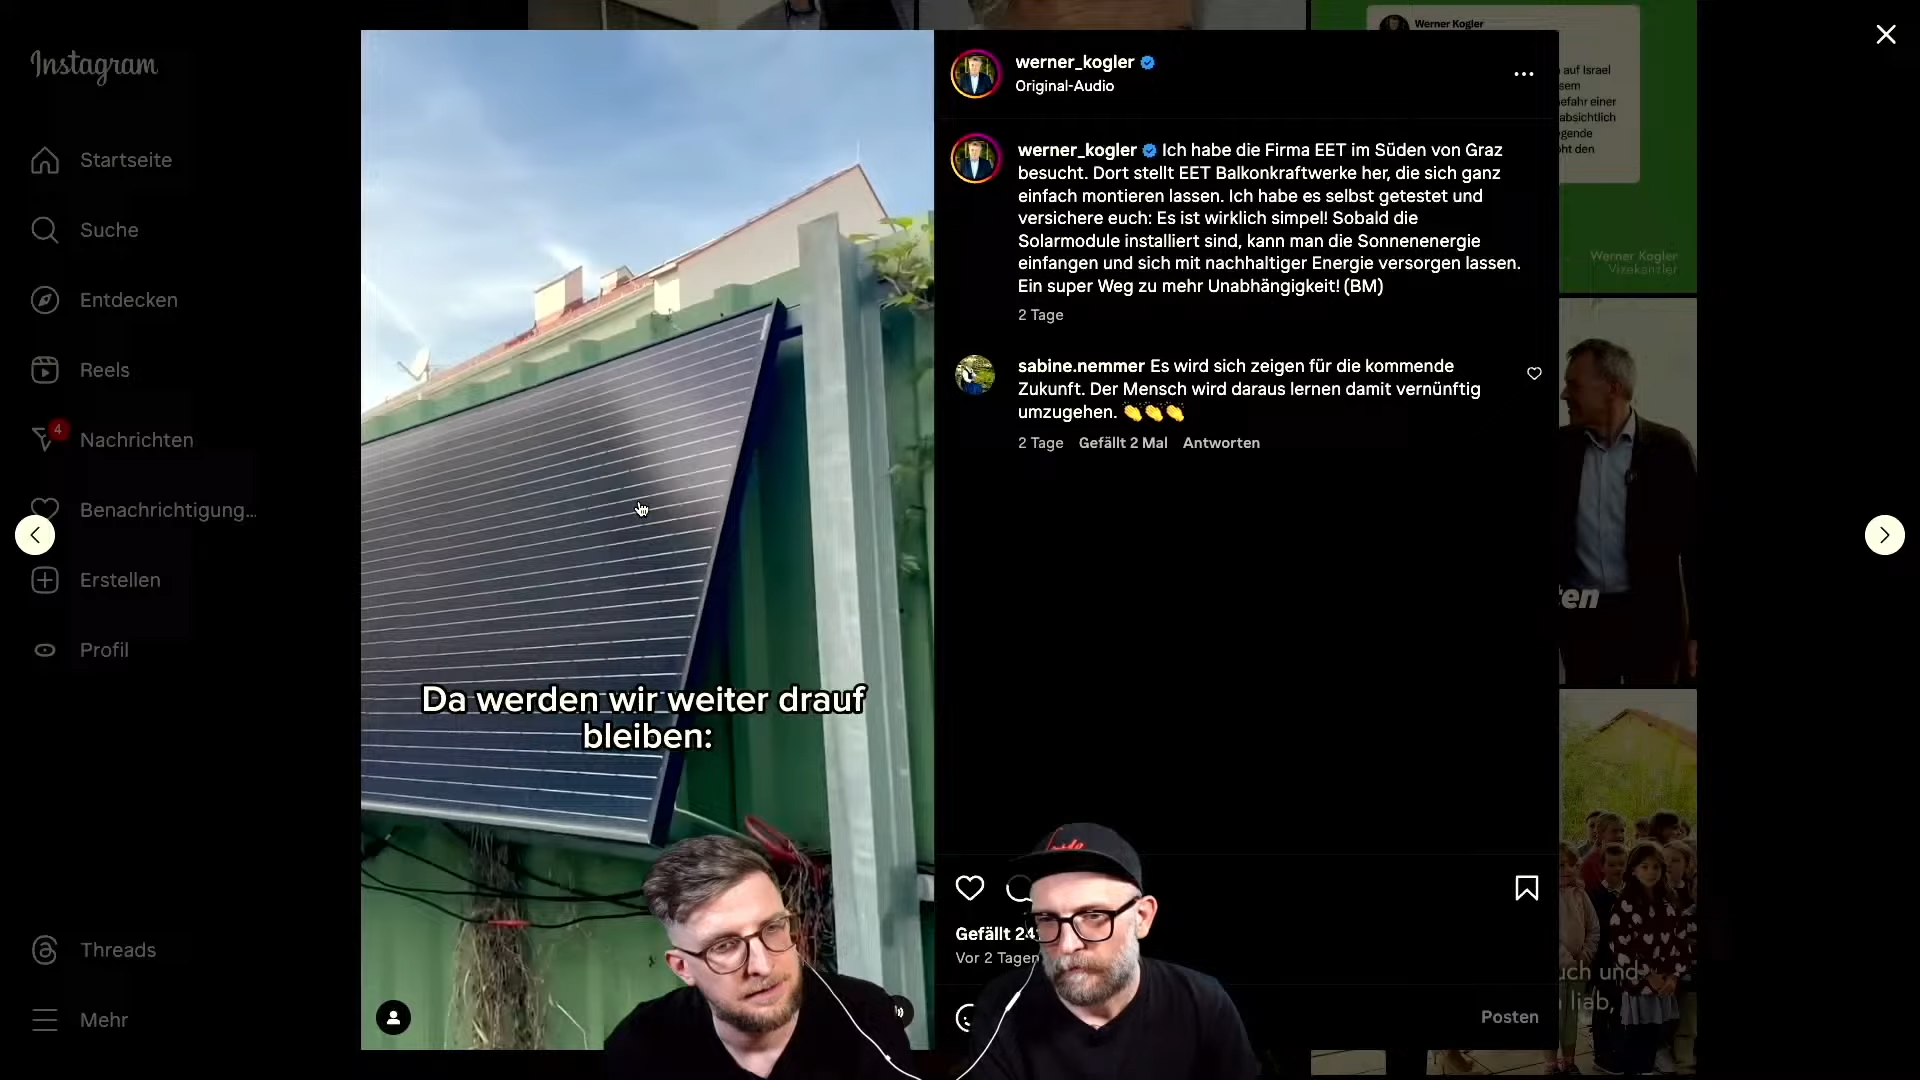 Instagram
Startseite
Suche
Entdecken
Reels
4
Nachrichten
Benachrichtigung...
Erstellen
Profil
Threads
Mehr
Da werden wir weiter drauf
bleiben:
werner_kogler
Original-Audio
werner_kogler Ich habe die Firma EET im Süden von Graz
besucht. Dort stellt EET Balkonkraftwerke her, die sich ganz
einfach montieren lassen. Ich habe es selbst getestet und
versichere euch: Es ist wirklich simpel! Sobald die
Solarmodule installiert sind, kann man die Sonnenenergie
einfangen und sich mit nachhaltiger Energie versorgen lassen.
Ein super Weg zu mehr Unabhängigkeit! (BM)
2 Tage
sabine.nemmer Es wird sich zeigen für die kommende
Zukunft. Der Mensch wird daraus lernen damit vernünftig
umzugehen. 👏👏👏
2 Tage Gefällt 2 Mal Antworten
Gefällt
Vor 2 Tagen
Posten
Werner Kogler
auf Israel
absichtlich
Werner Kogler
Vizekanzler
und
liab,